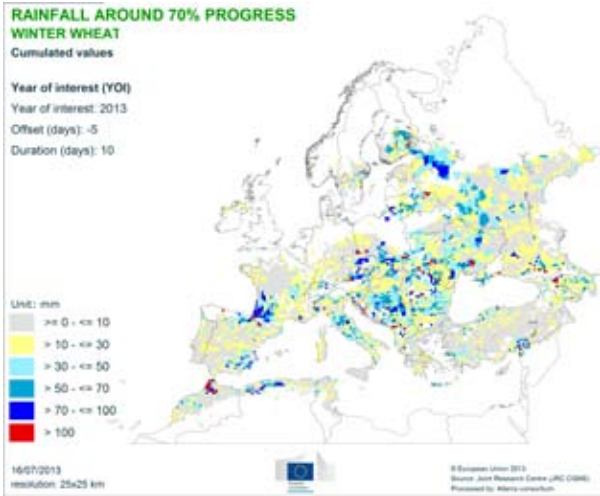 RAINFALL AROUND 70% PROGRESS
WINTER WHEAT
Cumulated values
Year of interest (YOI)
Year of interest: 2013
Offset (days): -5
Duration (days): 10
Unit: mm
>= 0 - <= 10
> 10 - <= 30
> 30 - <= 50
> 50 - <= 70
> 70 - <= 100
> 100
16/07/2013
resolution: 25x25 km
© European Union 2013
Source: Joint Research Centre (JRC
Processed by: Alterra consortium